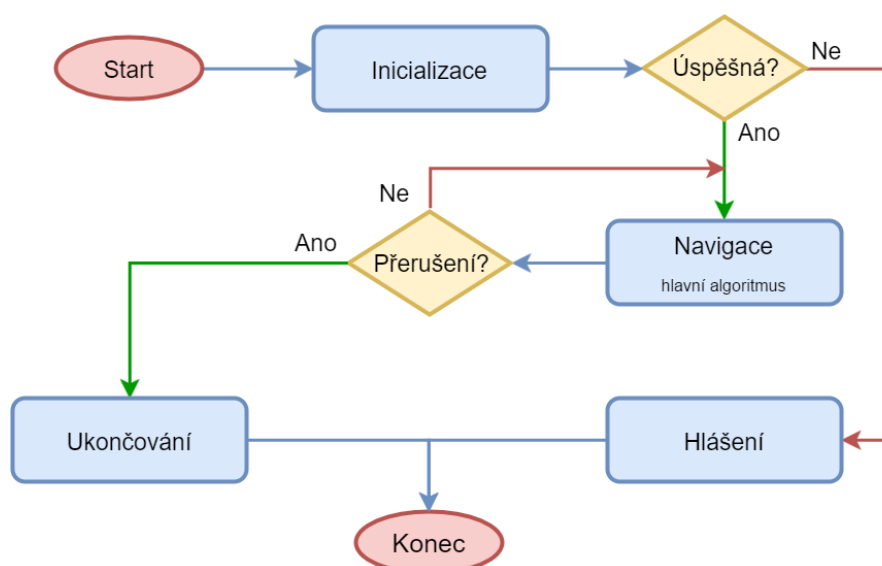 Start
Inicializace
Úspěšná?
Ne
Ano
Ne
Ano
Přerušení?
Navigace
hlavní algoritmus
Ukončování
Hlášení
Konec